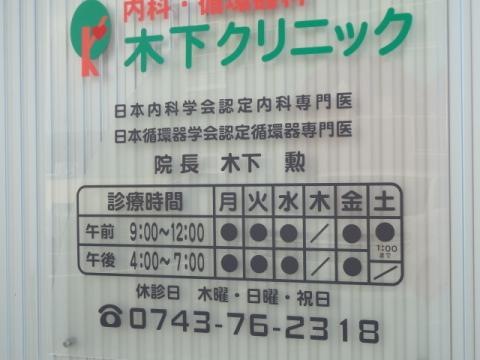 内科・循環器科
木下クリニック
日本内科学会認定内科専門医
日本循環器学会認定循環器専門医
院長 木下 勲
診療時間 月 火 水 木 金 土
午前 9:00~12:00 ● ● ● / ● ● 1:00まで
午後 4:00~7:00 ● ● ● / ● /
休診日 木曜・日曜・祝日
☎0743-76-2318